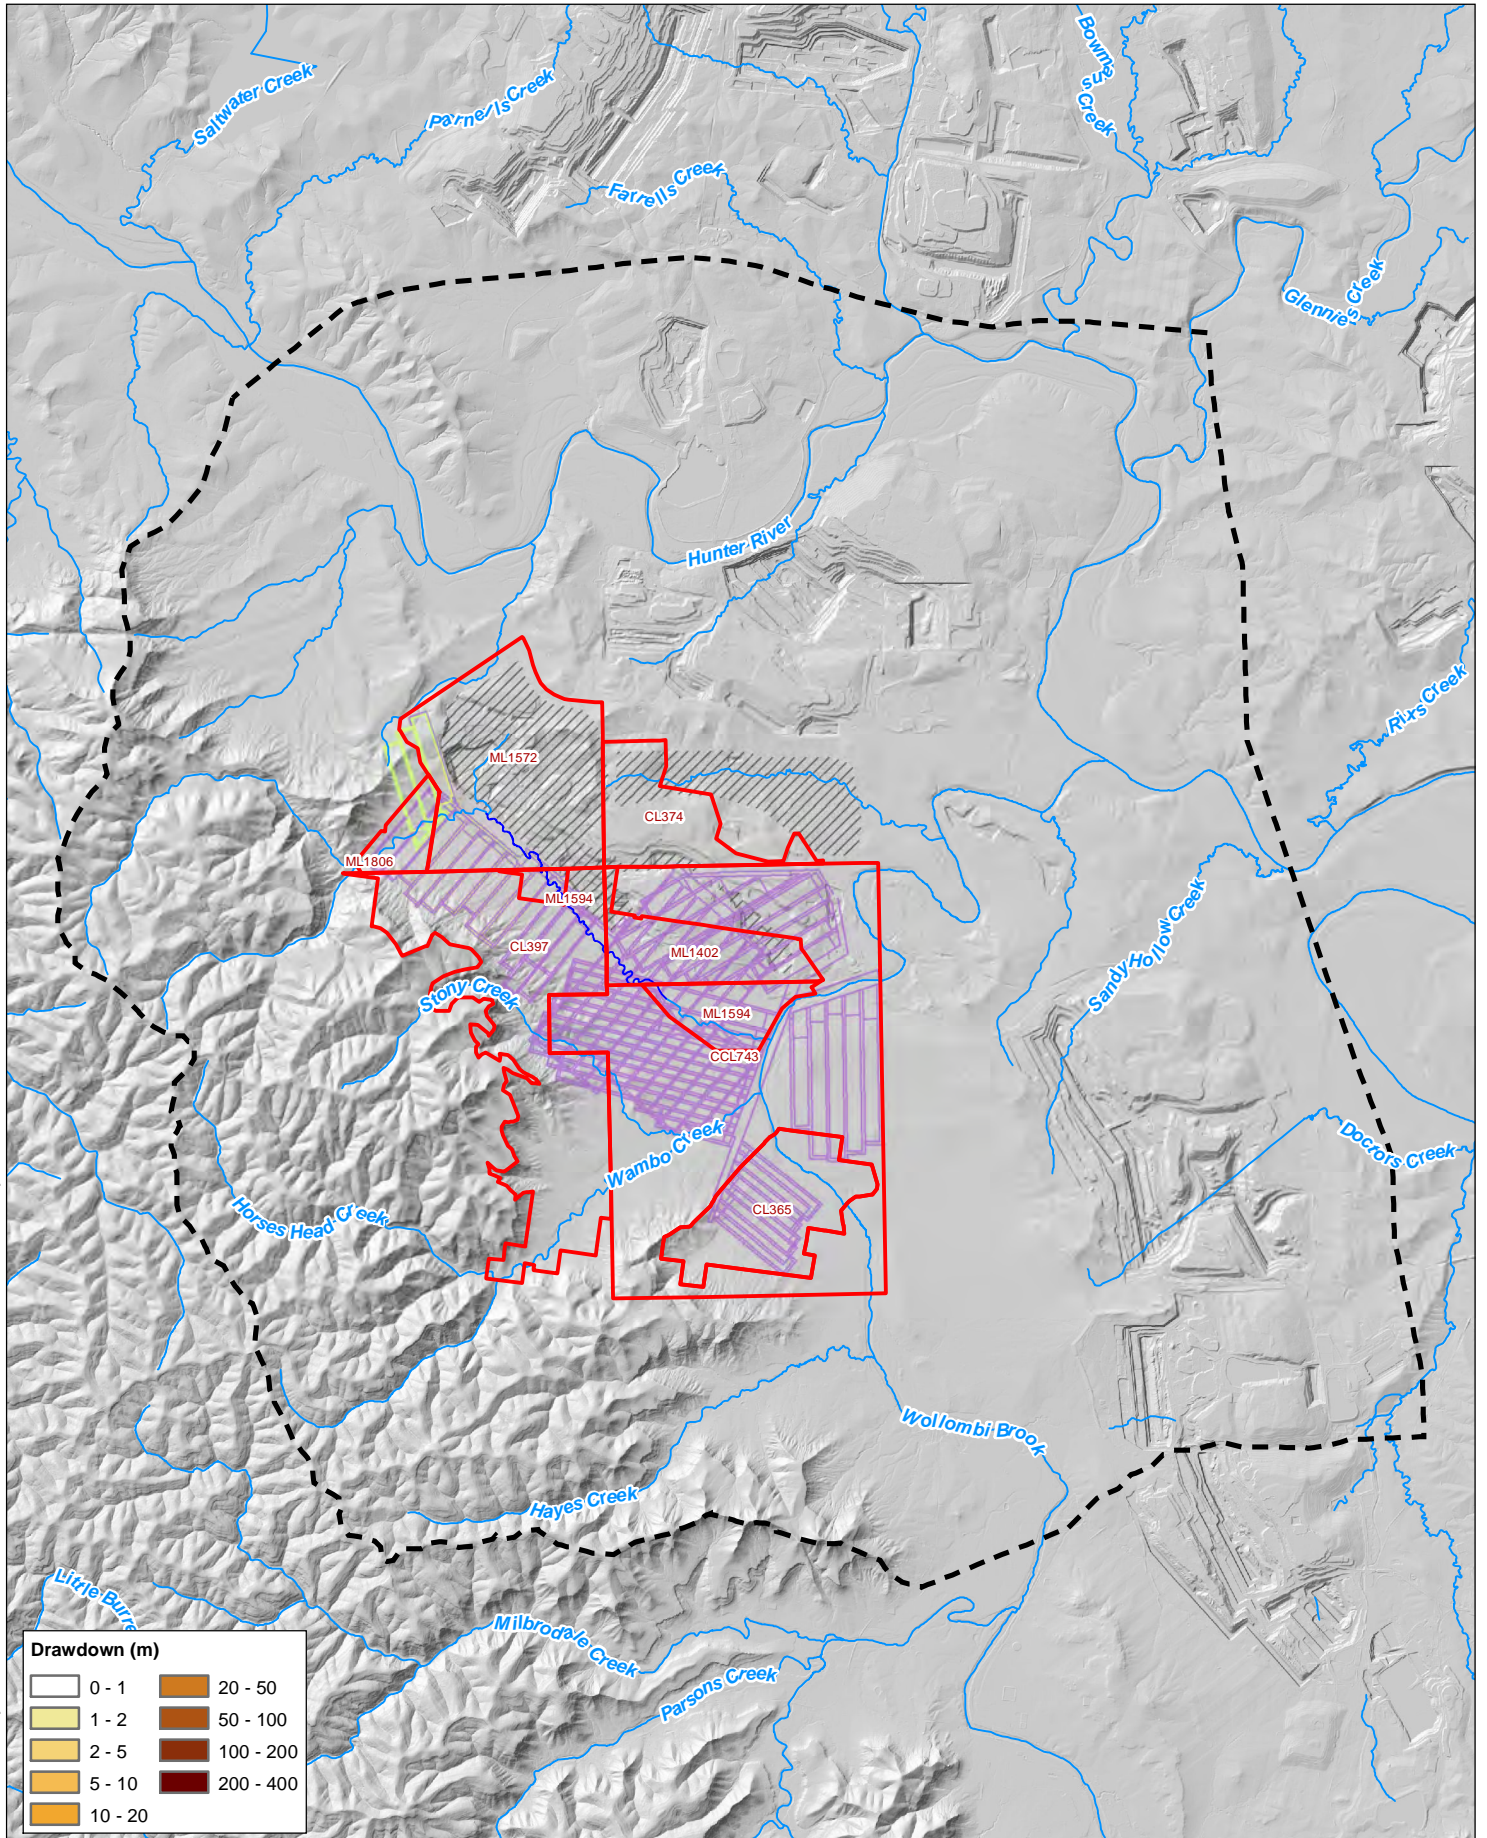 Saltwater Creek
Parnells Creek
Bowmans Creek
Farrells Creek
Glennies Creek
Hunter River
Rixs Creek
ML1572
CL374
ML1806
ML1594
CL397
ML1402
Sandy Hollow Creek
Stony Creek
ML1594
CCL743
Wambo Creek
Doctors Creek
CL365
Horses Head Creek
Wollombi Brook
Hayes Creek
Little Burre
Milbrodale Creek
Parsons Creek
Drawdown (m)
0 - 1
1 - 2
2 - 5
5 - 10
10 - 20
20 - 50
50 - 100
100 - 200
200 - 400